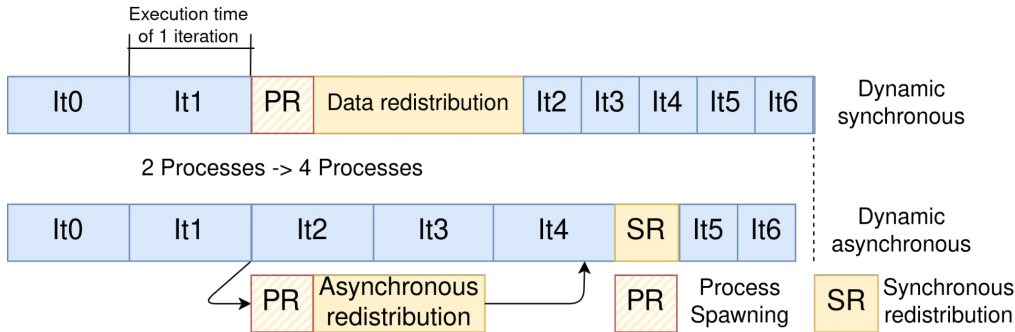 Execution time
of 1 iteration
It0 It1 PR Data redistribution It2 It3 It4 It5 It6
Dynamic
synchronous
2 Processes -> 4 Processes
It0 It1 It2 It3 It4 SR It5 It6
Dynamic
asynchronous
PR
Asynchronous
redistribution
PR
Process
Spawning
SR
Synchronous
redistribution